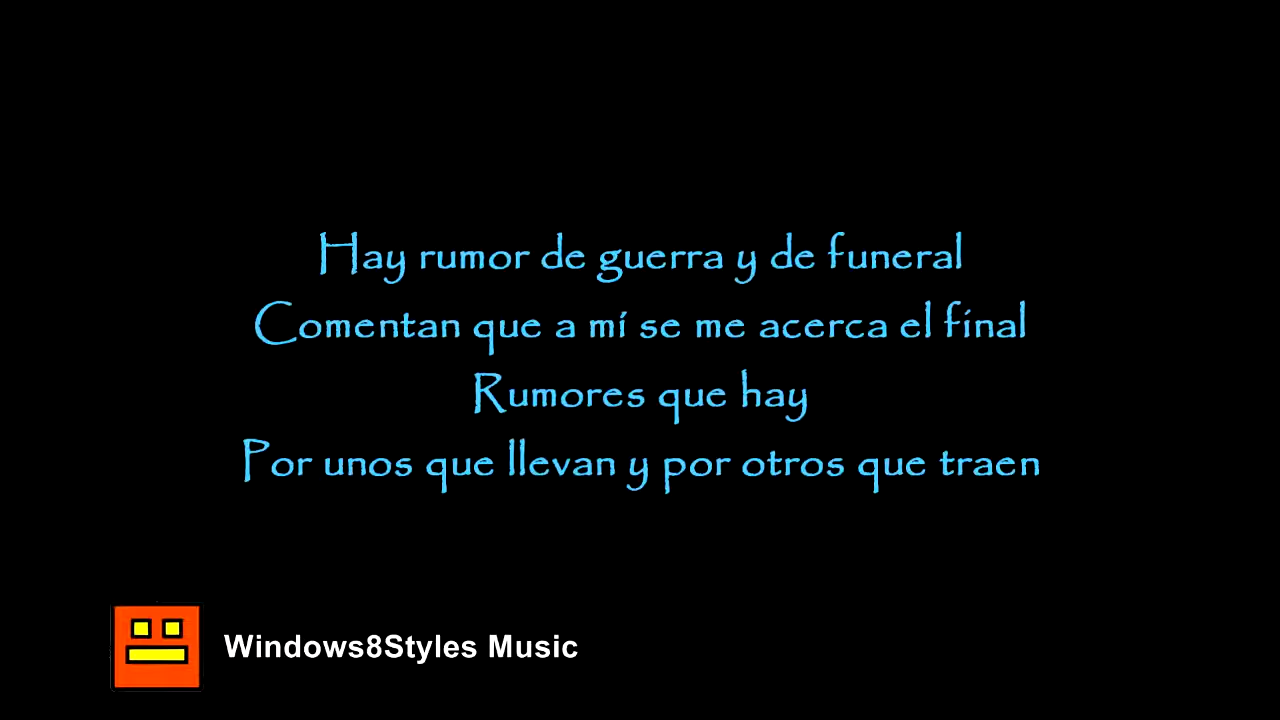 Hay rumor de guerra y de funeral
Comentan que a mí se me acerca el final
Rumores que hay
Por unos que llevan y por otros que traen
Windows8Styles Music